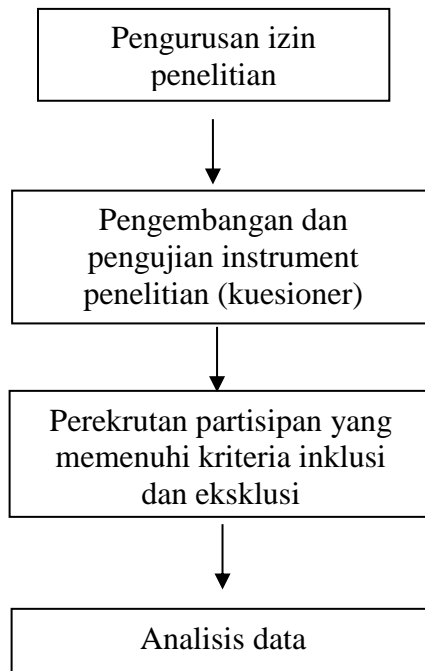 Pengurusan izin
penelitian
Pengembangan dan
pengujian instrument
penelitian (kuesioner)
Perekrutan partisipan yang
memenuhi kriteria inklusi
dan eksklusi
Analisis data